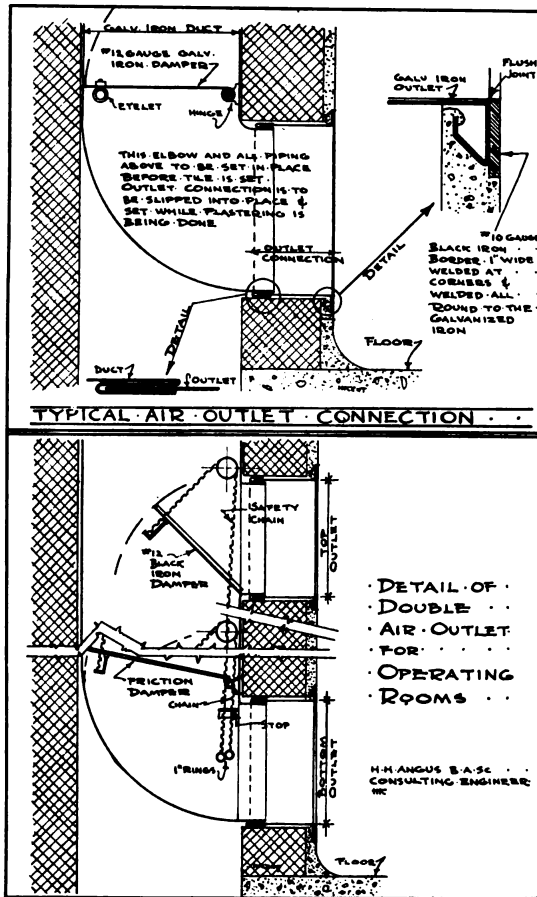 GALV. IRON DUCT
#12 GAUGE GALV.
IRON DAMPER
EYELET
HINGE
THIS ELBOW AND ALL PIPING
ABOVE TO BE SET IN PLACE
BEFORE TILE IS SET
OUTLET CONNECTION IS TO
BE SLIPPED INTO PLACE &
SET WHILE PLASTERING IS
BEING DONE
OUTLET
CONNECTION
DETAIL
DETAIL
DUCT
OUTLET
FLOOR
GALV. IRON
OUTLET
FLUSH
JOINT
#10 GAUGE
BLACK IRON
BORDER 1" WIDE
WELDED AT
CORNERS &
WELDED ALL
ROUND TO THE
GALVANIZED
IRON
TYPICAL AIR OUTLET CONNECTION
SAFETY
CHAIN
#12
BLACK
IRON
DAMPER
TOP
OUTLET
FRICTION
DAMPER
CHAIN
STOP
1" RINGS
BOTTOM
OUTLET
FLOOR
DETAIL OF
DOUBLE
AIR OUTLET
FOR
OPERATING
ROOMS
H.H. ANGUS B.A.SC
CONSULTING ENGINEER